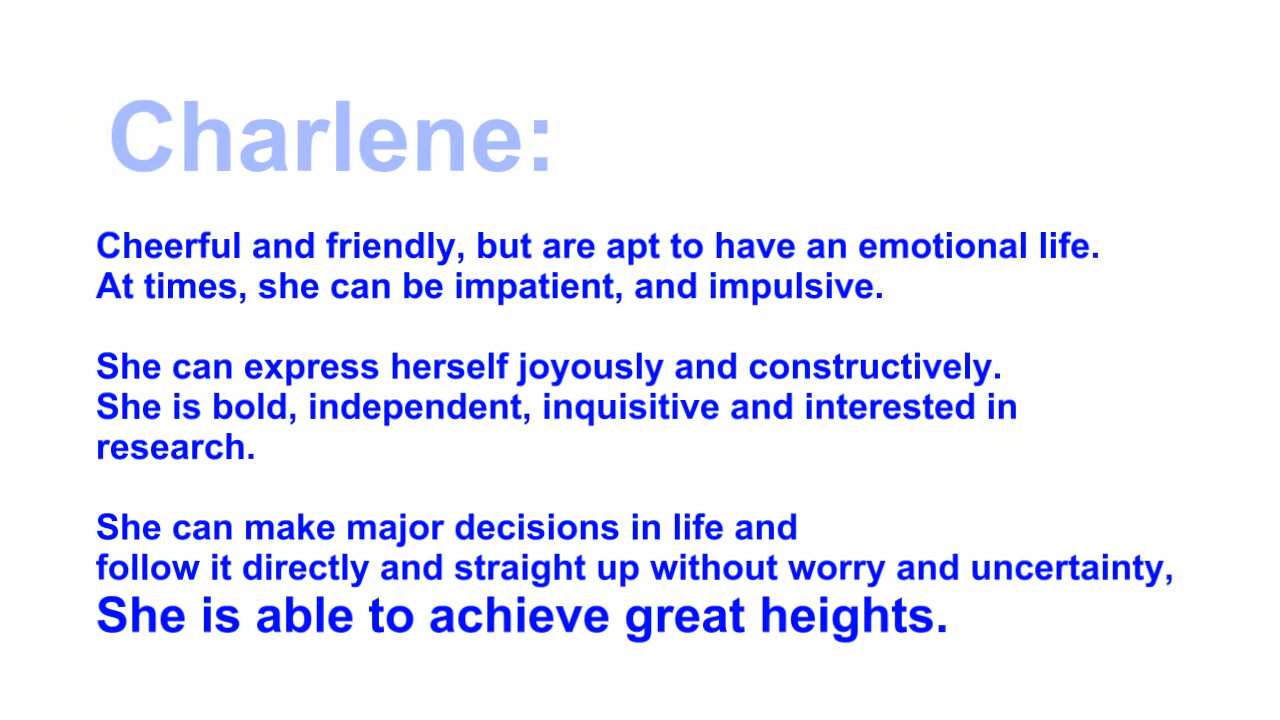 Charlene:
Cheerful and friendly, but are apt to have an emotional life.
At times, she can be impatient, and impulsive.
She can express herself joyously and constructively.
She is bold, independent, inquisitive and interested in
research.
She can make major decisions in life and
follow it directly and straight up without worry and uncertainty,
She is able to achieve great heights.